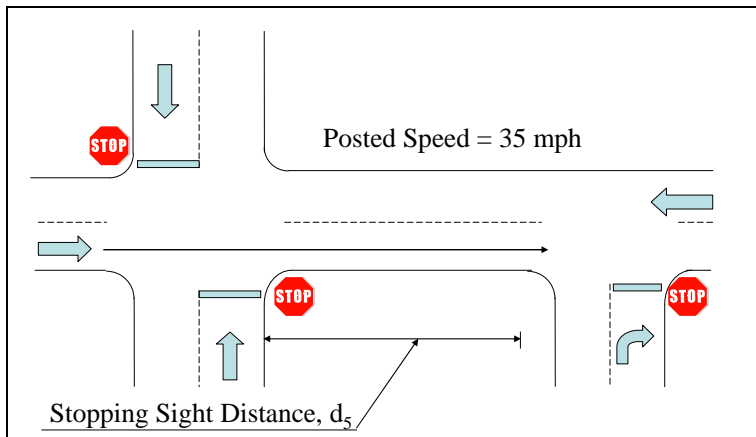 STOP
Posted Speed = 35 mph
STOP
STOP
Stopping Sight Distance, d₅